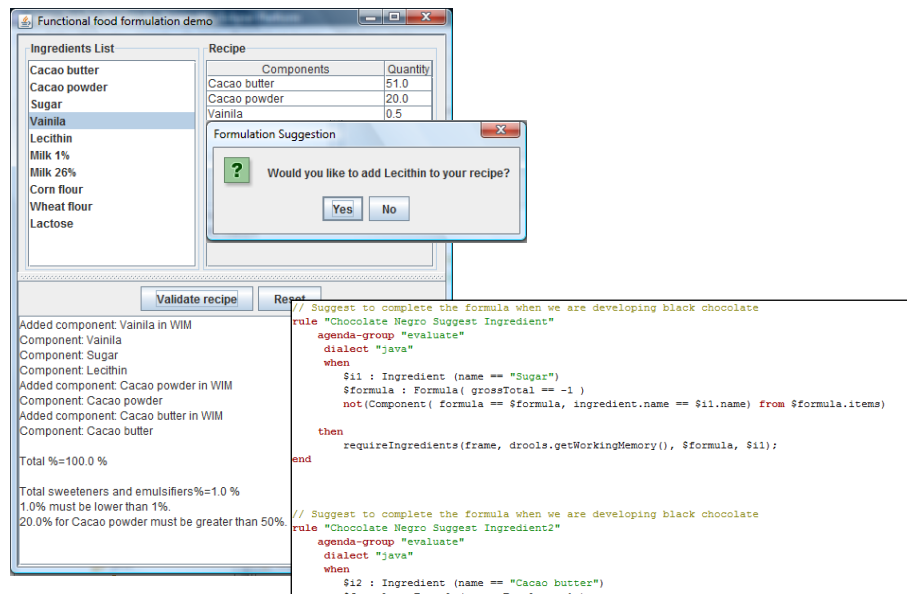 Functional food formulation demo
Ingredients List
Recipe
Cacao butter
Cacao powder
Sugar
Vainila
Lecithin
Milk 1%
Milk 26%
Corn flour
Wheat flour
Lactose
Components Quantity
Cacao butter 51.0
Cacao powder 20.0
Vainila 0.5
Formulation Suggestion
Would you like to add Lecithin to your recipe?
Yes No
Validate recipe Reset
Added component: Vainila in WIM
Component: Vainila
Component: Sugar
Component: Lecithin
Added component: Cacao powder in WIM
Component: Cacao powder
Added component: Cacao butter in WIM
Component: Cacao butter
Total %=100.0 %
Total sweeteners and emulsifiers%=1.0 %
1.0% must be lower than 1%.
20.0% for Cacao powder must be greater than 50%.
// Suggest to complete the formula when we are developing black chocolate
rule "Chocolate Negro Suggest Ingredient"
agenda-group "evaluate"
dialect "java"
when
$i1 : Ingredient (name == "Sugar")
$formula : Formula( grossTotal == -1 )
not(Component( formula == $formula, ingredient.name == $i1.name) from $formula.items)
then
requireIngredients(frame, drools.getWorkingMemory(), $formula, $i1);
end
// Suggest to complete the formula when we are developing black chocolate
rule "Chocolate Negro Suggest Ingredient2"
agenda-group "evaluate"
dialect "java"
when
$i2 : Ingredient (name == "Cacao butter")